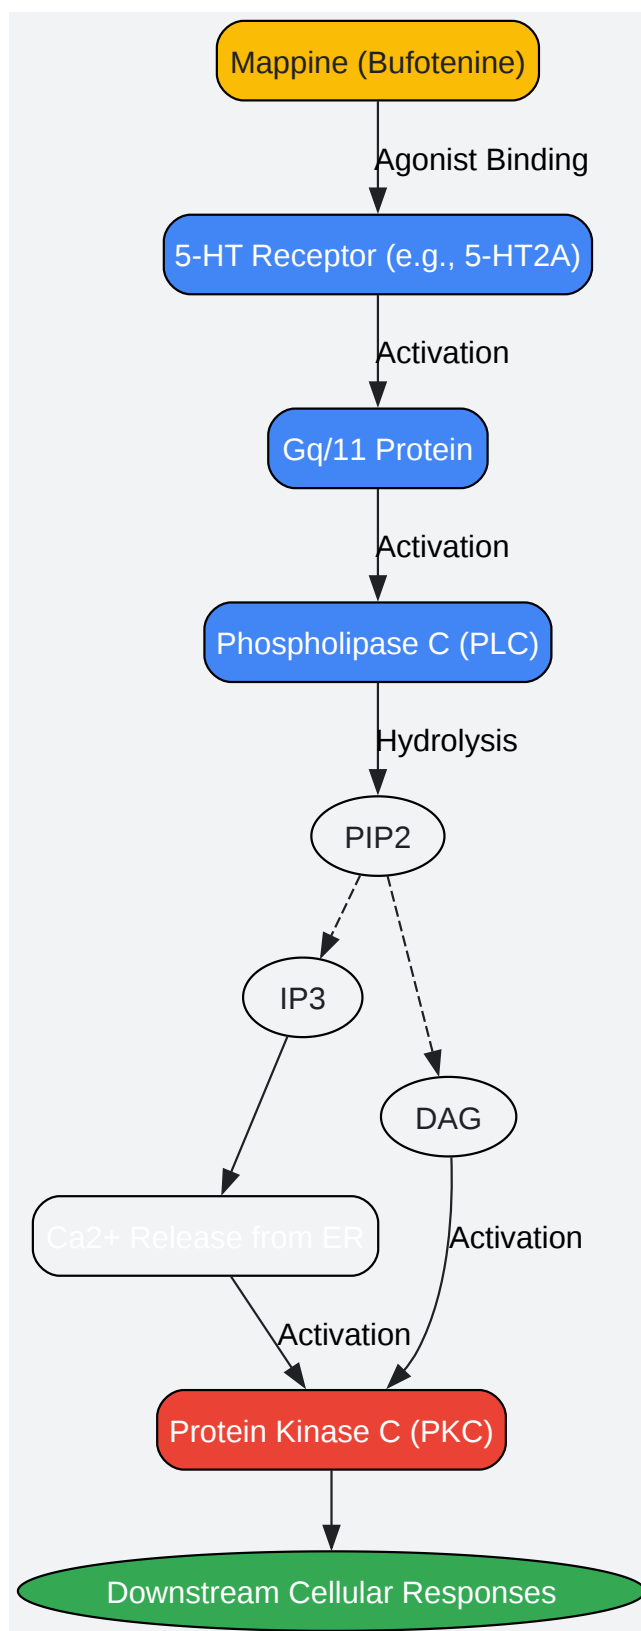 Mappine (Bufotenine)
Agonist Binding
5-HT Receptor (e.g., 5-HT2A)
Activation
Gq/11 Protein
Activation
Phospholipase C (PLC)
Hydrolysis
PIP2
IP3
DAG
Ca2+ Release from ER
Activation
Activation
Protein Kinase C (PKC)
Downstream Cellular Responses